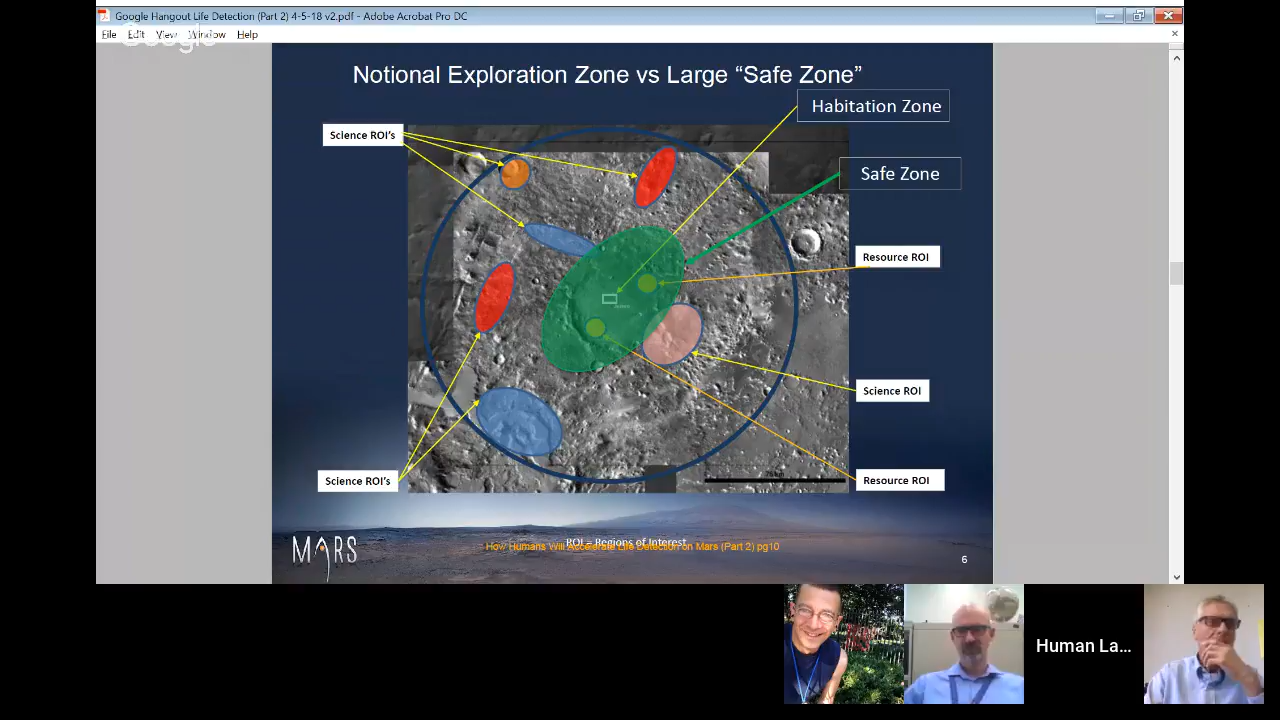 Google Hangout Life Detection (Part 2) 4-5-18 v2.pdf - Adobe Acrobat Pro DC
File Edit View Window Help
Google
Notional Exploration Zone vs Large “Safe Zone”
Habitation Zone
Science ROI's
Safe Zone
Resource ROI
Science ROI
Science ROI's
Resource ROI
ROI = Regions of Interest
How Humans Will Accelerate Life Detection on Mars (Part 2) pg10
MARS
6
Human La...